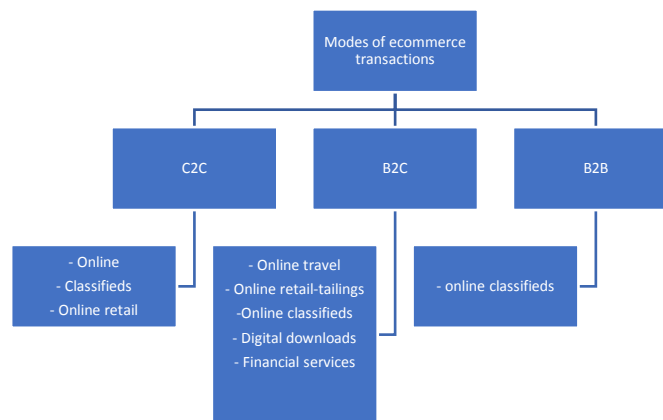 Modes of ecommerce
transactions
C2C
B2C
B2B
- Online
- Classifieds
- Online retail
- Online travel
- Online retail-tailings
-Online classifieds
- Digital downloads
- Financial services
- online classifieds